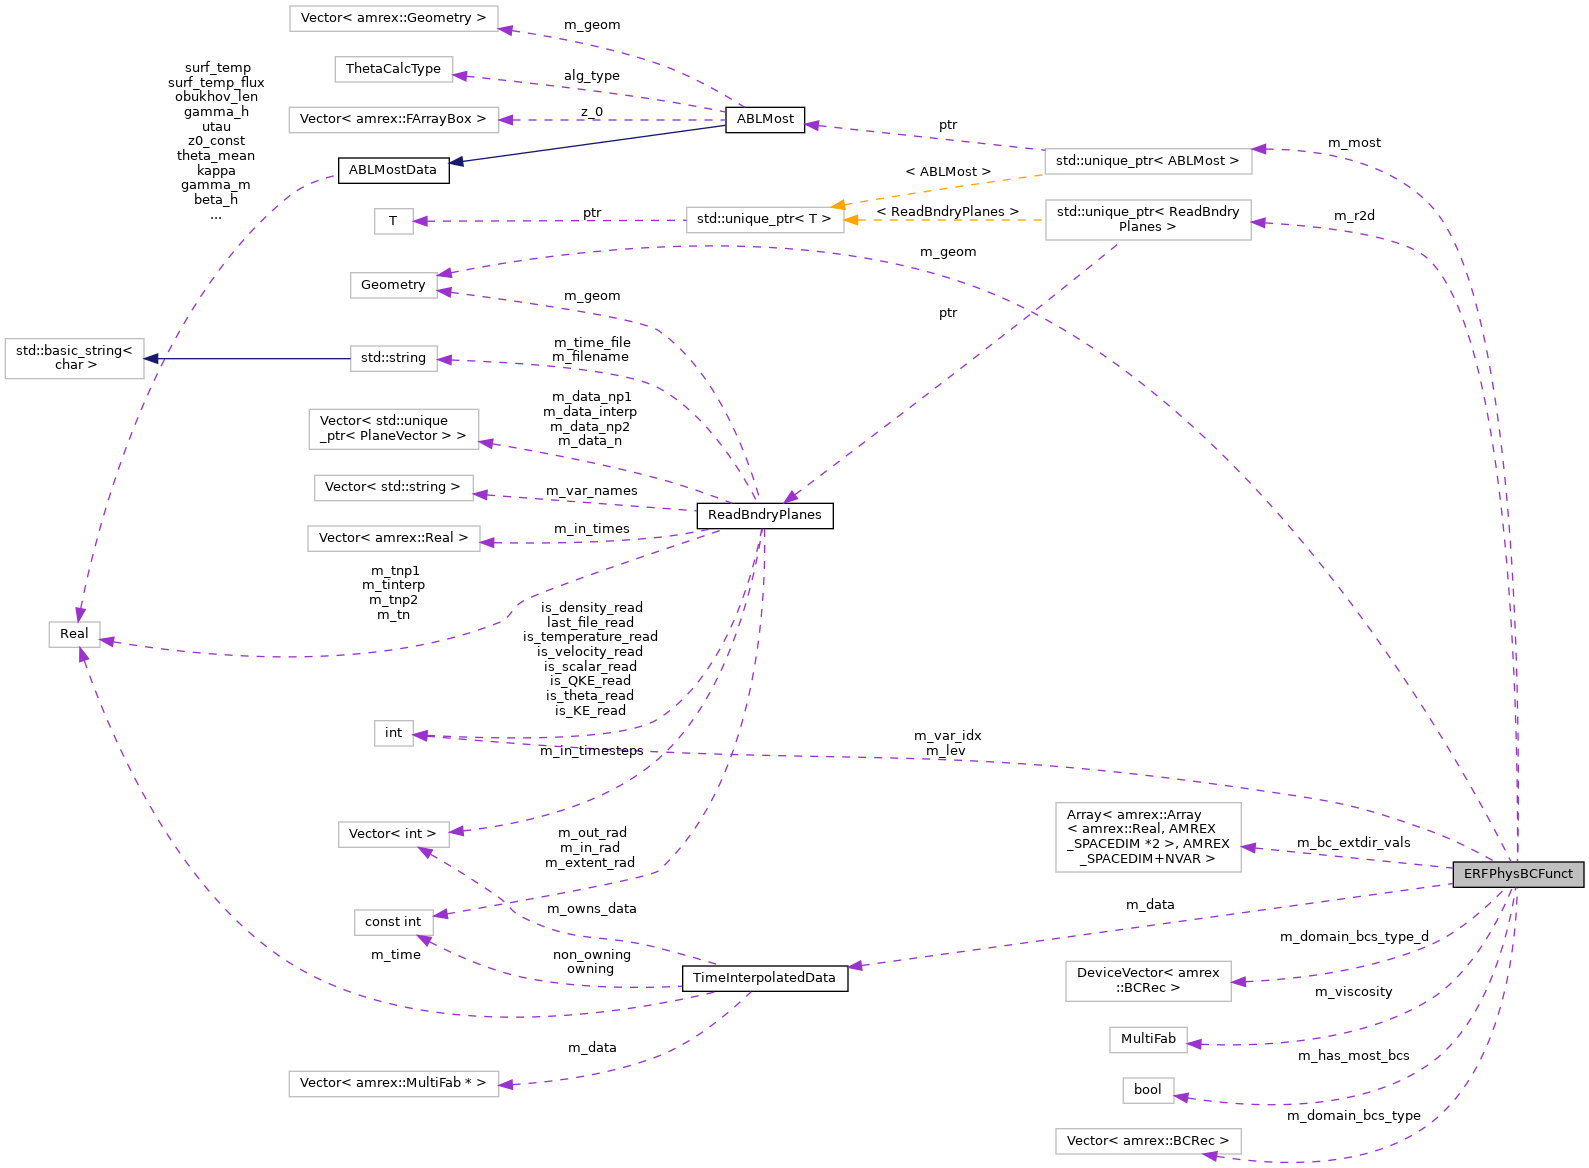 Vector< amrex::Geometry >
m_geom
ThetaCalcType
alg_type
surf_temp
surf_temp_flux
obukhov_len
gamma_h
utau
z0_const
theta_mean
kappa
gamma_m
beta_h
...
Vector< amrex::FArrayBox >
z_0
ABLMost
ABLMostData
ptr
std::unique_ptr< ABLMost >
m_most
< ABLMost >
T
ptr
std::unique_ptr< T >
< ReadBndryPlanes >
std::unique_ptr< ReadBndry
Planes >
m_r2d
Geometry
m_geom
m_geom
ptr
std::basic_string<
char >
std::string
m_time_file
m_filename
Vector< std::unique
_ptr< PlaneVector > >
m_data_np1
m_data_interp
m_data_np2
m_data_n
Vector< std::string >
m_var_names
ReadBndryPlanes
Vector< amrex::Real >
m_in_times
m_tnp1
m_tinterp
m_tnp2
m_tn
Real
is_density_read
last_file_read
is_temperature_read
is_velocity_read
is_scalar_read
is_QKE_read
is_theta_read
is_KE_read
int
m_in_timesteps
m_var_idx
m_lev
Vector< int >
m_out_rad
m_in_rad
m_extent_rad
Array< amrex::Array
< amrex::Real, AMREX
_SPACEDIM *2 >, AMREX
_SPACEDIM+NVAR >
m_bc_extdir_vals
ERFPhysBCFunct
const int
m_owns_data
m_data
m_time
non_owning
owning
TimeInterpolatedData
m_domain_bcs_type_d
DeviceVector< amrex
::BCRec >
m_viscosity
MultiFab
m_data
m_has_most_bcs
Vector< amrex::MultiFab * >
bool
m_domain_bcs_type
Vector< amrex::BCRec >